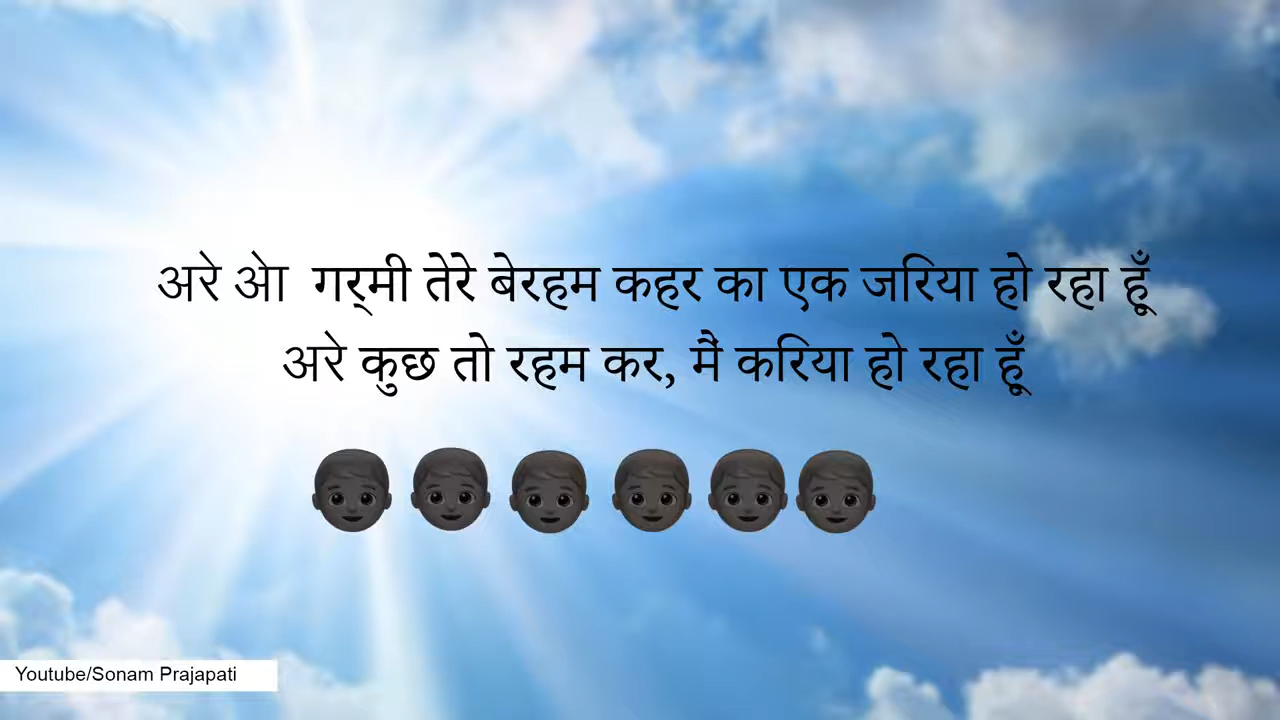 अरे ओ गर्‌मी तेरे बेरहम कहर का एक जरिया हो रहा हूँ
अरे कुछ तो रहम कर, मैं करिया हो रहा हूँ
Youtube/Sonam Prajapati